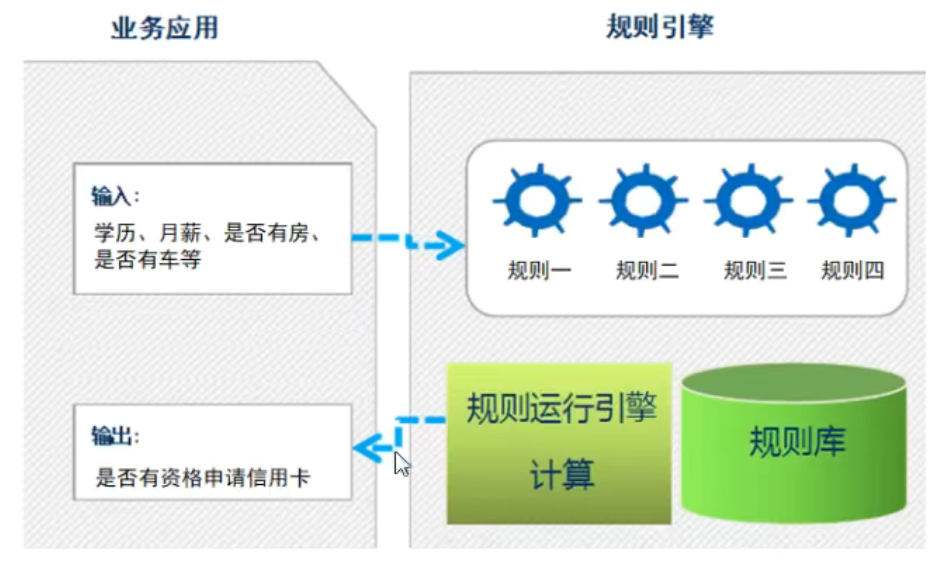 业务应用
规则引擎
输入:
学历、月薪、是否有房、
是否有车等
规则一
规则二
规则三
规则四
规则运行引擎
计算
规则库
输出:
是否有资格申请信用卡